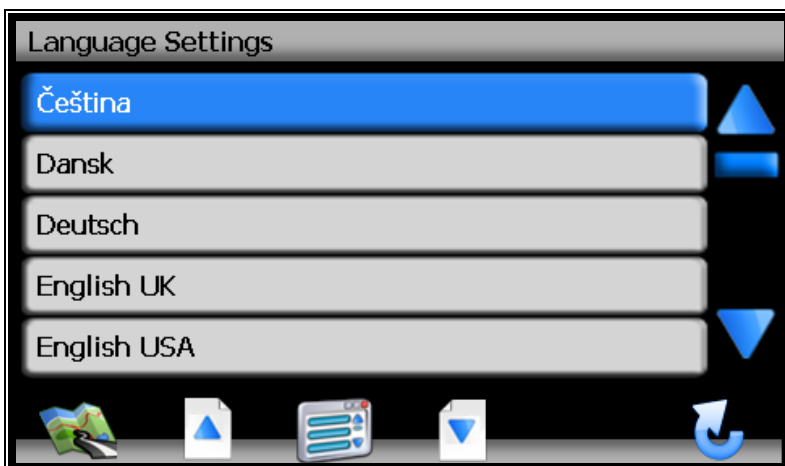 Language Settings
Čeština
Dansk
Deutsch
English UK
English USA